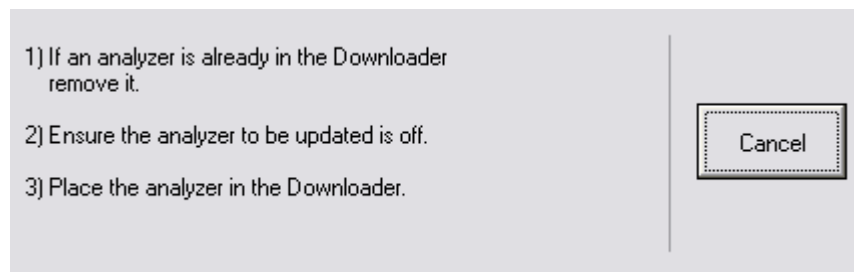 1) If an analyzer is already in the Downloader
remove it.
2) Ensure the analyzer to be updated is off.
3) Place the analyzer in the Downloader.
Cancel